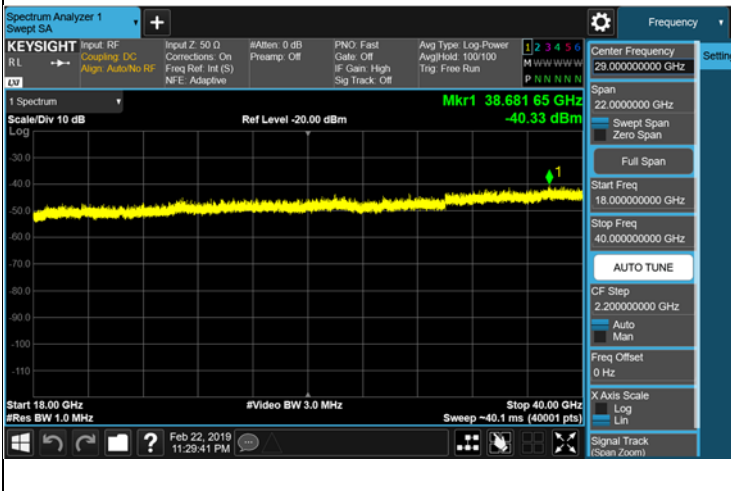 Spectrum Analyzer 1
Swept SA
Frequency
KEYSIGHT
RL
LXI
Input: RF
Coupling: DC
Align: Auto/No RF
Input Z: 50 Ω
Corrections: On
Freq Ref: Int (S)
NFE: Adaptive
#Atten: 0 dB
Preamp: Off
PNO: Fast
Gate: Off
IF Gain: High
Sig Track: Off
Avg Type: Log-Power
Avg|Hold: 100/100
Trig: Free Run
1 2 3 4 5 6
M W W W W W
P N N N N N
Center Frequency
29.000000000 GHz
Settin
1 Spectrum
Mkr1 38.681 65 GHz
Scale/Div 10 dB
Ref Level -20.00 dBm
-40.33 dBm
Log
-30.0
-40.0
-50.0
-60.0
-70.0
-80.0
-90.0
-100
-110
1
Span
22.0000000 GHz
Swept Span
Zero Span
Full Span
Start Freq
18.000000000 GHz
Stop Freq
40.000000000 GHz
AUTO TUNE
CF Step
2.200000000 GHz
Auto
Man
Freq Offset
0 Hz
X Axis Scale
Log
Lin
Signal Track
(Span Zoom)
Start 18.00 GHz
#Video BW 3.0 MHz
Stop 40.00 GHz
#Res BW 1.0 MHz
Sweep ~40.1 ms (40001 pts)
?
Feb 22, 2019
11:29:41 PM